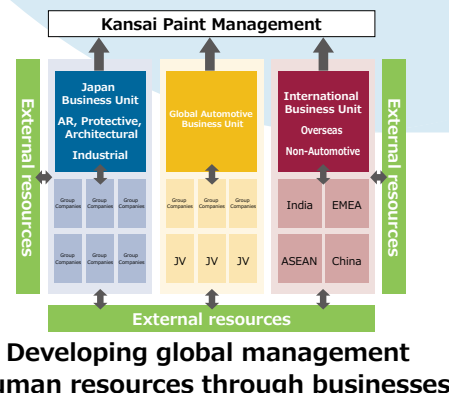 Kansai Paint Management
External resources
Japan
Business Unit
AR, Protective,
Architectural
Industrial
Global Automotive
Business Unit
International
Business Unit
Overseas
Non-Automotive
External resources
Group
Companies
Group
Companies
Group
Companies
Group
Companies
Group
Companies
Group
Companies
India
EMEA
Group
Companies
Group
Companies
Group
Companies
JV
JV
JV
ASEAN
China
External resources
Developing global management
uman resources through businesses